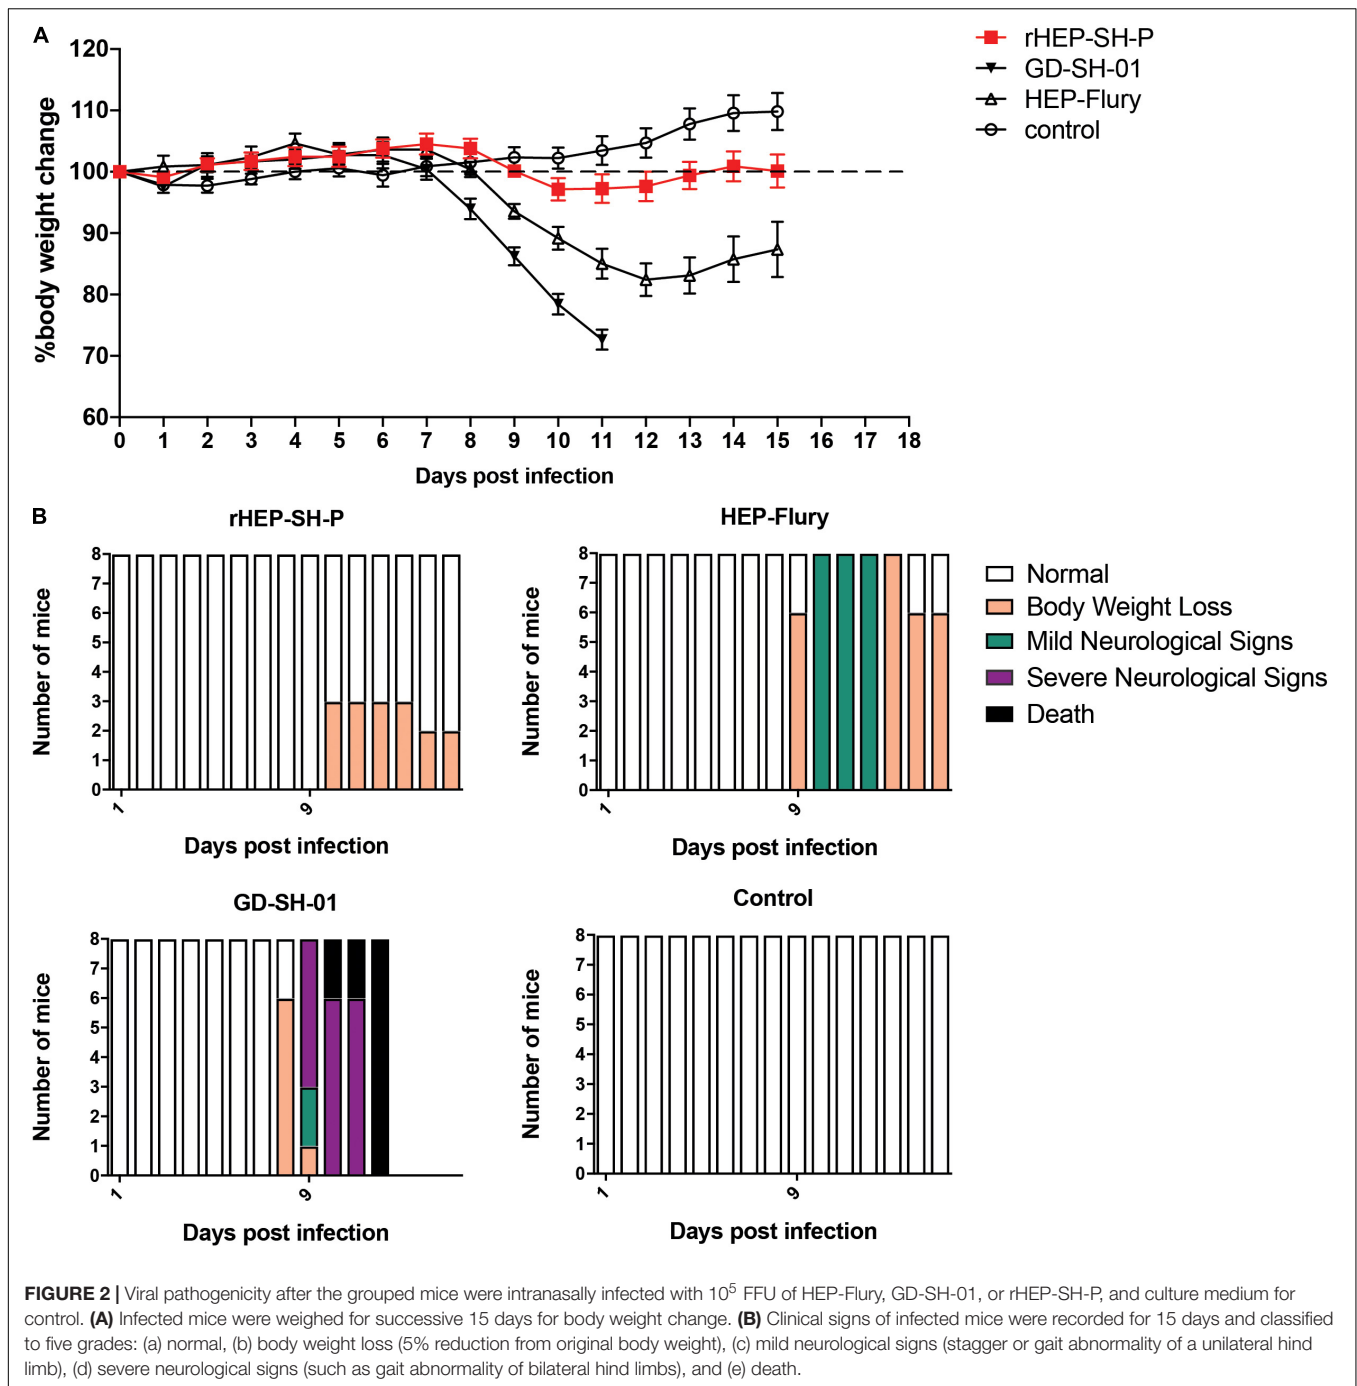 A
120
110
100
90
80
70
60
%body weight change
0 1 2 3 4 5 6 7 8 9 10 11 12 13 14 15 16 17 18
Days post infection
rHEP-SH-P
GD-SH-01
HEP-Flury
control
B
rHEP-SH-P
8
7
6
5
4
3
2
1
0
Number of mice
1 9
Days post infection
HEP-Flury
8
7
6
5
4
3
2
1
0
Number of mice
1 9
Days post infection
Normal
Body Weight Loss
Mild Neurological Signs
Severe Neurological Signs
Death
GD-SH-01
8
7
6
5
4
3
2
1
0
Number of mice
1 9
Days post infection
Control
8
7
6
5
4
3
2
1
0
Number of mice
1 9
Days post infection
FIGURE 2 | Viral pathogenicity after the grouped mice were intranasally infected with 10⁵ FFU of HEP-Flury, GD-SH-01, or rHEP-SH-P, and culture medium for
control. (A) Infected mice were weighed for successive 15 days for body weight change. (B) Clinical signs of infected mice were recorded for 15 days and classified
to five grades: (a) normal, (b) body weight loss (5% reduction from original body weight), (c) mild neurological signs (stagger or gait abnormality of a unilateral hind
limb), (d) severe neurological signs (such as gait abnormality of bilateral hind limbs), and (e) death.